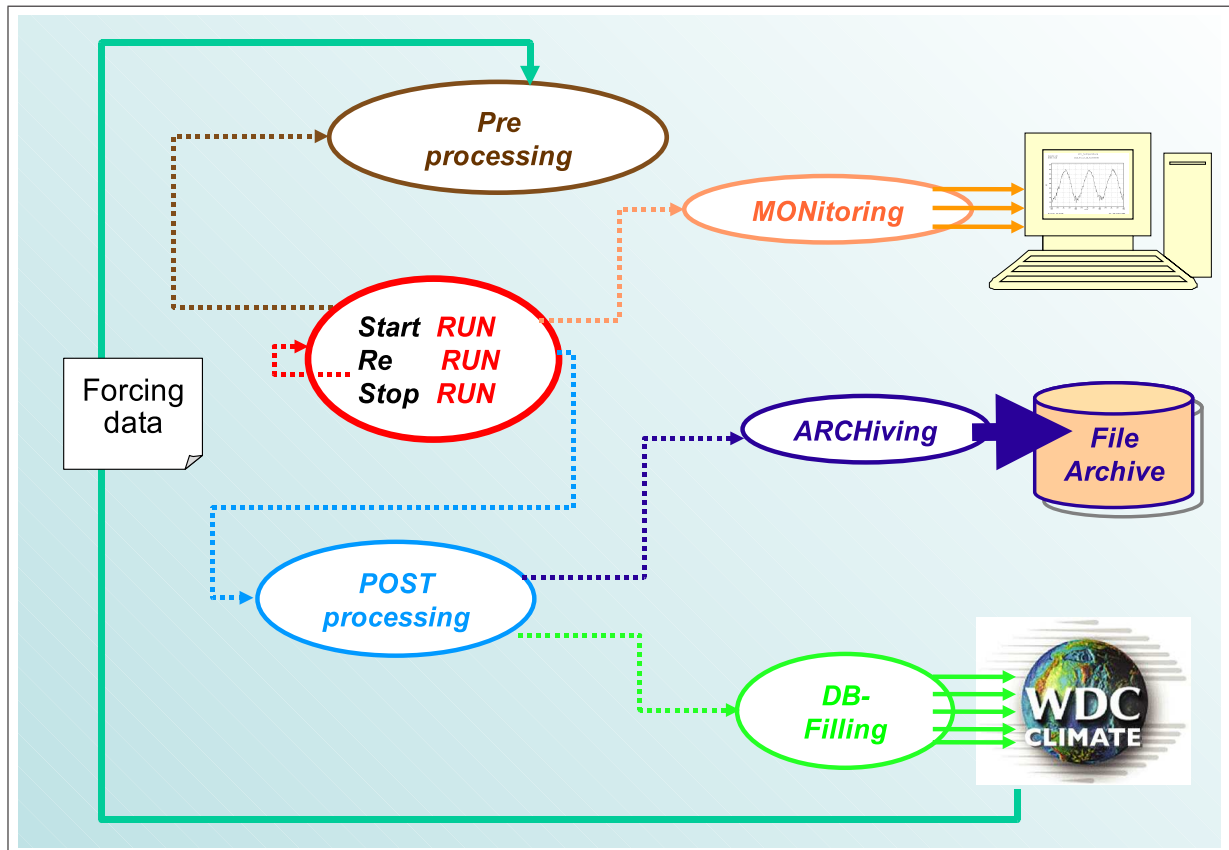 Pre
processing
MONitoring
Start RUN
Re RUN
Stop RUN
Forcing
data
ARCHiving
File
Archive
POST
processing
DB-
Filling
WDC
CLIMATE